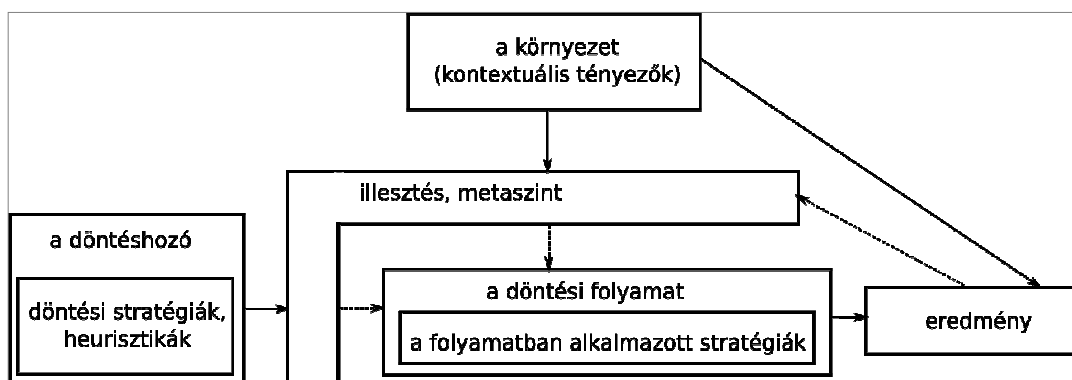 a környezet
(kontextuális tényezők)
illesztés, metaszint
a döntéshozó
döntési stratégiák,
heurisztikák
a döntési folyamat
a folyamatban alkalmazott stratégiák
eredmény